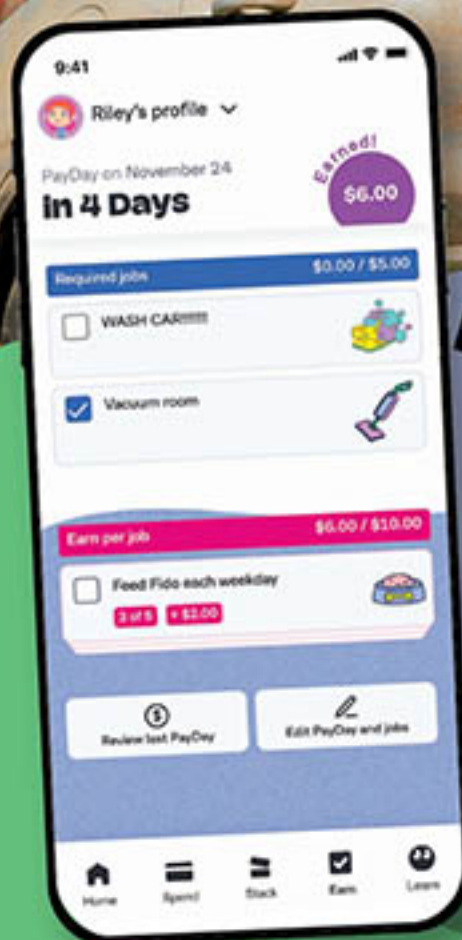 9:41
Riley's profile
PayDay on November 24
in 4 Days
Earned!
$6.00
Required jobs $0.00 / $5.00
WASH CAR!!!!!!
Vacuum room
Earn per job $6.00 / $10.00
Feed Fido each weekday
3 of 5 + $2.00
Review last PayDay
Edit PayDay and jobs
Home Spend Stack Earn Learn